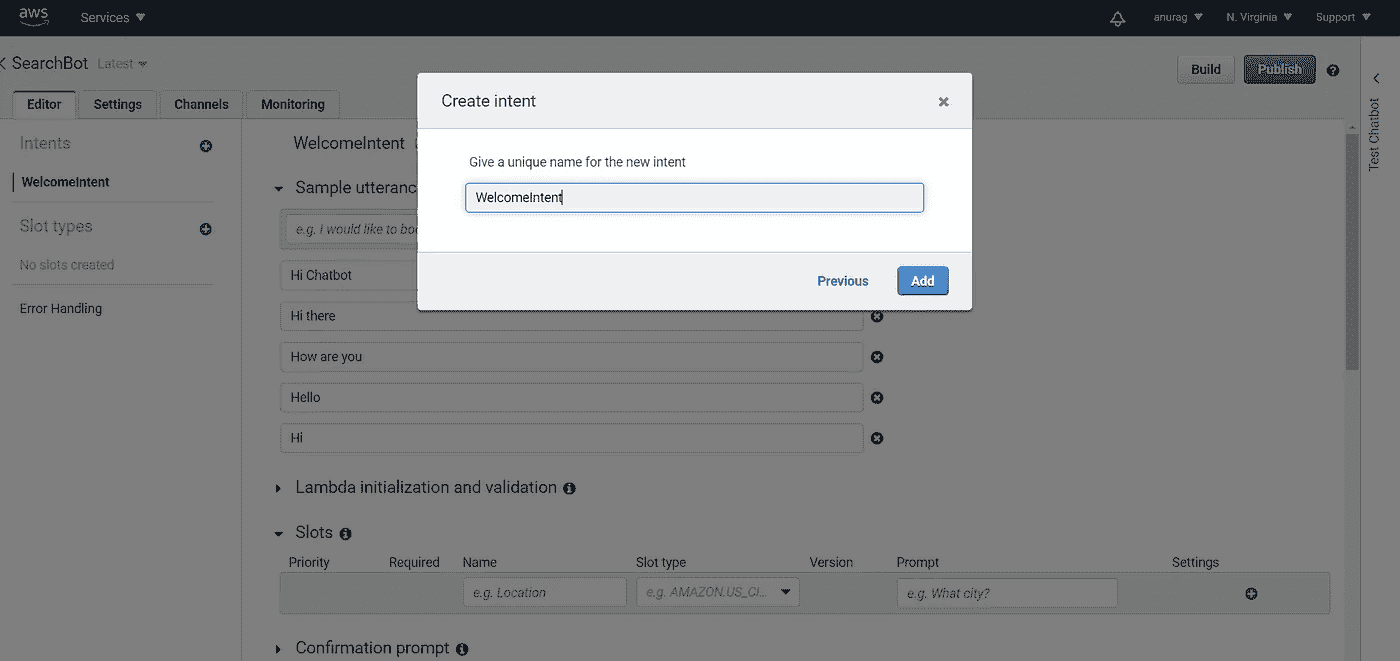 aws Services anurag N. Virginia Support
SearchBot Latest
Build Publish
Editor Settings Channels Monitoring
Test Chatbot
Create intent
Give a unique name for the new intent
WelcomeIntent
Previous Add
Intents
WelcomeIntent
Slot types
No slots created
Error Handling
WelcomeIntent
Sample utteranc
e.g. I would like to bo
Hi Chatbot
Hi there
How are you
Hello
Hi
Lambda initialization and validation
Slots
Priority Required Name Slot type Version Prompt Settings
e.g. Location e.g. AMAZON.US_CI... e.g. What city?
Confirmation prompt